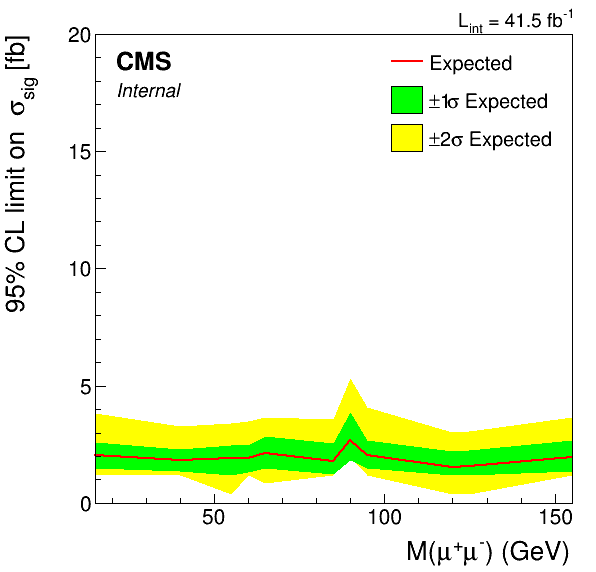 L_int = 41.5 fb^-1
CMS
Internal
Expected
±1σ Expected
±2σ Expected
95% CL limit on σ_sig [fb]
20
15
10
5
0
50 100 150
M(μ⁺μ⁻) (GeV)